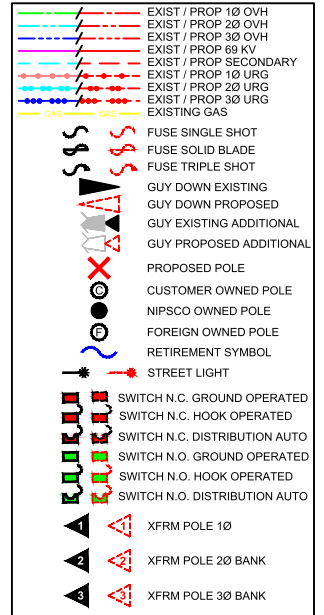 EXIST / PROP 1Ø OVH
EXIST / PROP 2Ø OVH
EXIST / PROP 3Ø OVH
EXIST / PROP 69 KV
EXIST / PROP SECONDARY
EXIST / PROP 1Ø URG
EXIST / PROP 2Ø URG
EXIST / PROP 3Ø URG
GAS GAS EXISTING GAS
FUSE SINGLE SHOT
FUSE SOLID BLADE
FUSE TRIPLE SHOT
GUY DOWN EXISTING
GUY DOWN PROPOSED
GUY EXISTING ADDITIONAL
GUY PROPOSED ADDITIONAL
PROPOSED POLE
C CUSTOMER OWNED POLE
NIPSCO OWNED POLE
F FOREIGN OWNED POLE
RETIREMENT SYMBOL
STREET LIGHT
SWITCH N.C. GROUND OPERATED
SWITCH N.C. HOOK OPERATED
SWITCH N.C. DISTRIBUTION AUTO
SWITCH N.O. GROUND OPERATED
SWITCH N.O. HOOK OPERATED
SWITCH N.O. DISTRIBUTION AUTO
1 1 XFRM POLE 1Ø
2 2 XFRM POLE 2Ø BANK
3 3 XFRM POLE 3Ø BANK